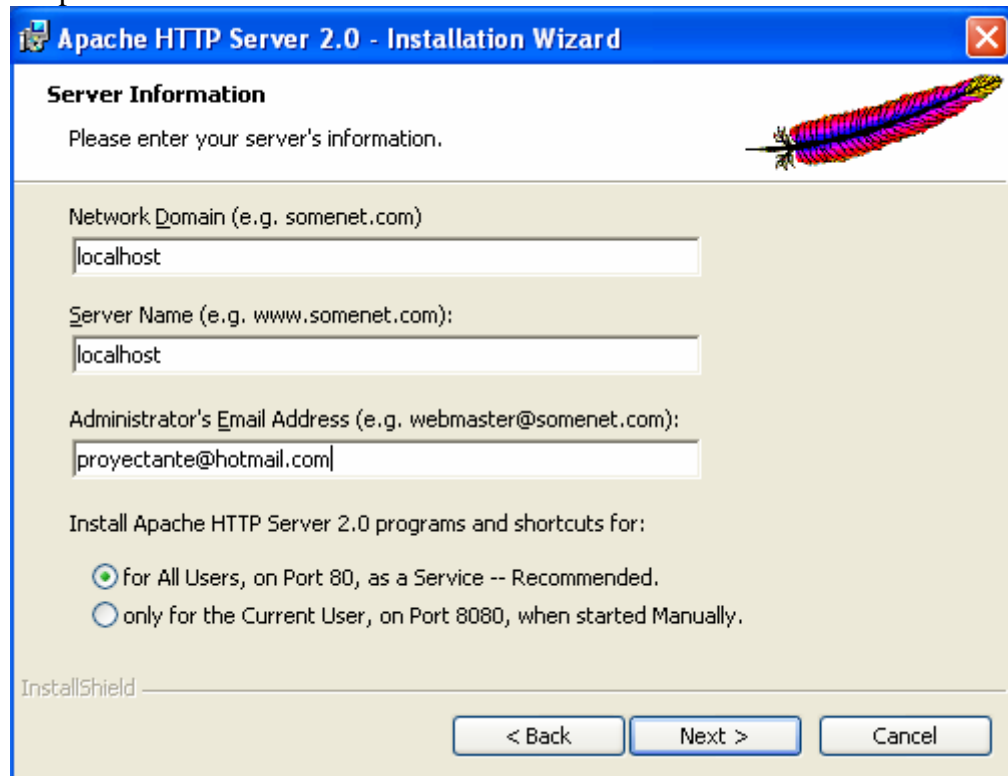 Apache HTTP Server 2.0 - Installation Wizard
Server Information
Please enter your server's information.
Network Domain (e.g. somenet.com)
localhost
Server Name (e.g. www.somenet.com):
localhost
Administrator's Email Address (e.g. webmaster@somenet.com):
proyectante@hotmail.com
Install Apache HTTP Server 2.0 programs and shortcuts for:
for All Users, on Port 80, as a Service -- Recommended.
only for the Current User, on Port 8080, when started Manually.
InstallShield
< Back Next > Cancel